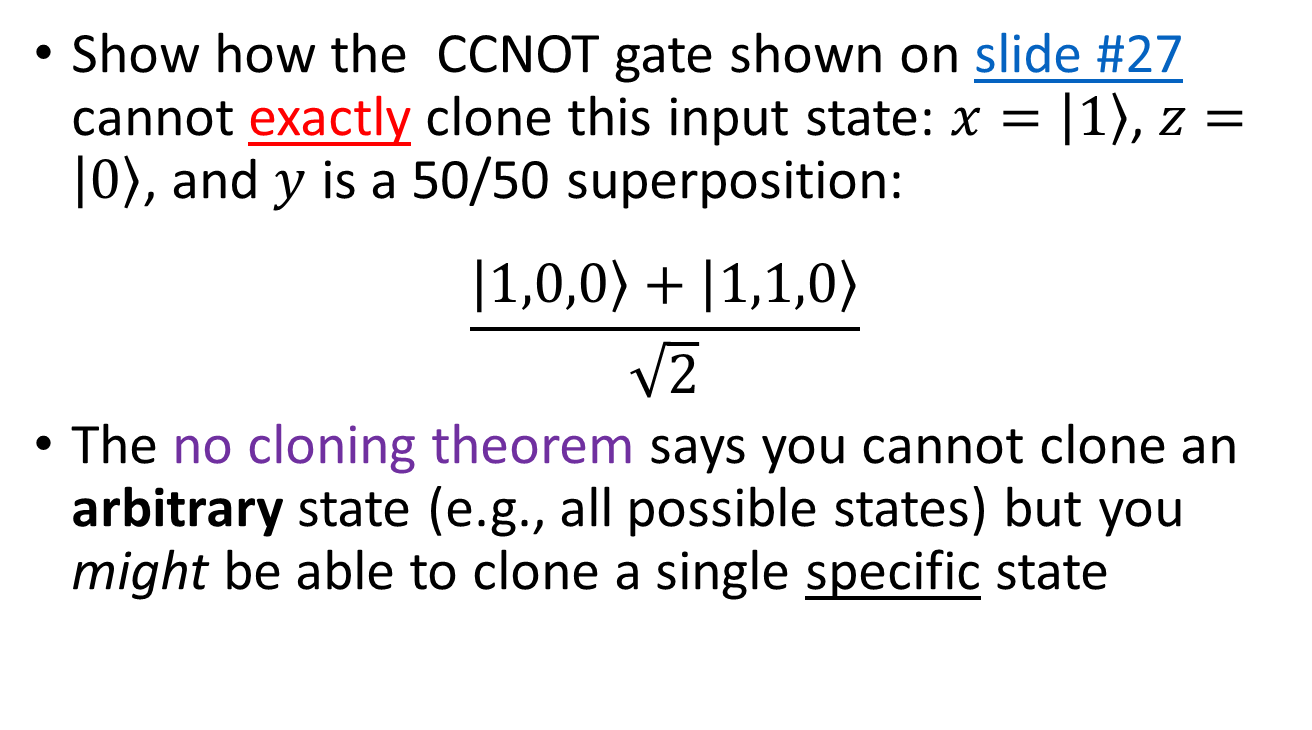 • Show how the  CCNOT gate shown on slide #27
cannot exactly clone this input state: 𝑥 = |1⟩, 𝑧 =
|0⟩, and 𝑦 is a 50/50 superposition:
|1,0,0⟩ + |1,1,0⟩
√2
• The no cloning theorem says you cannot clone an
arbitrary state (e.g., all possible states) but you
might be able to clone a single specific state